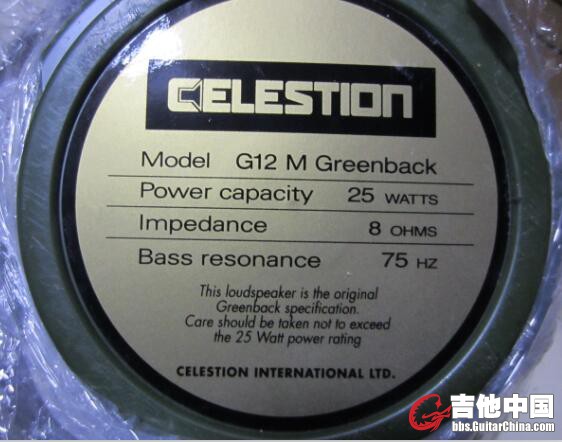 CELESTION
Model G12 M Greenback
Power capacity 25 WATTS
Impedance 8 OHMS
Bass resonance 75 HZ
This loudspeaker is the original
Greenback specification.
Care should be taken not to exceed
the 25 Watt power rating
CELESTION INTERNATIONAL LTD.
吉他中国
bbs.GuitarChina.com